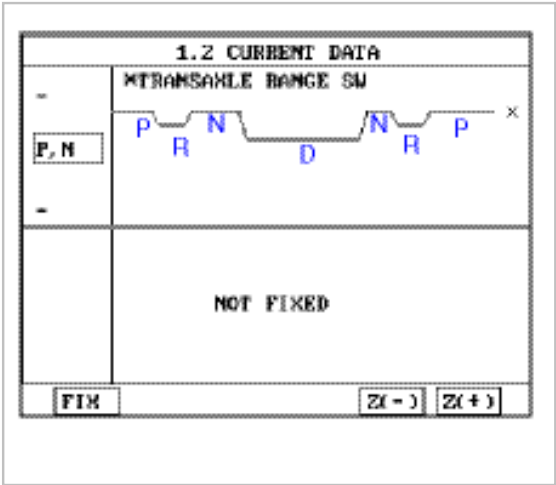 1.2 CURRENT DATA
*TRANSAXLE RANGE SW
-
×
P N N P
P, N
R D R
-
NOT FIXED
FIX Z(-) Z(+)